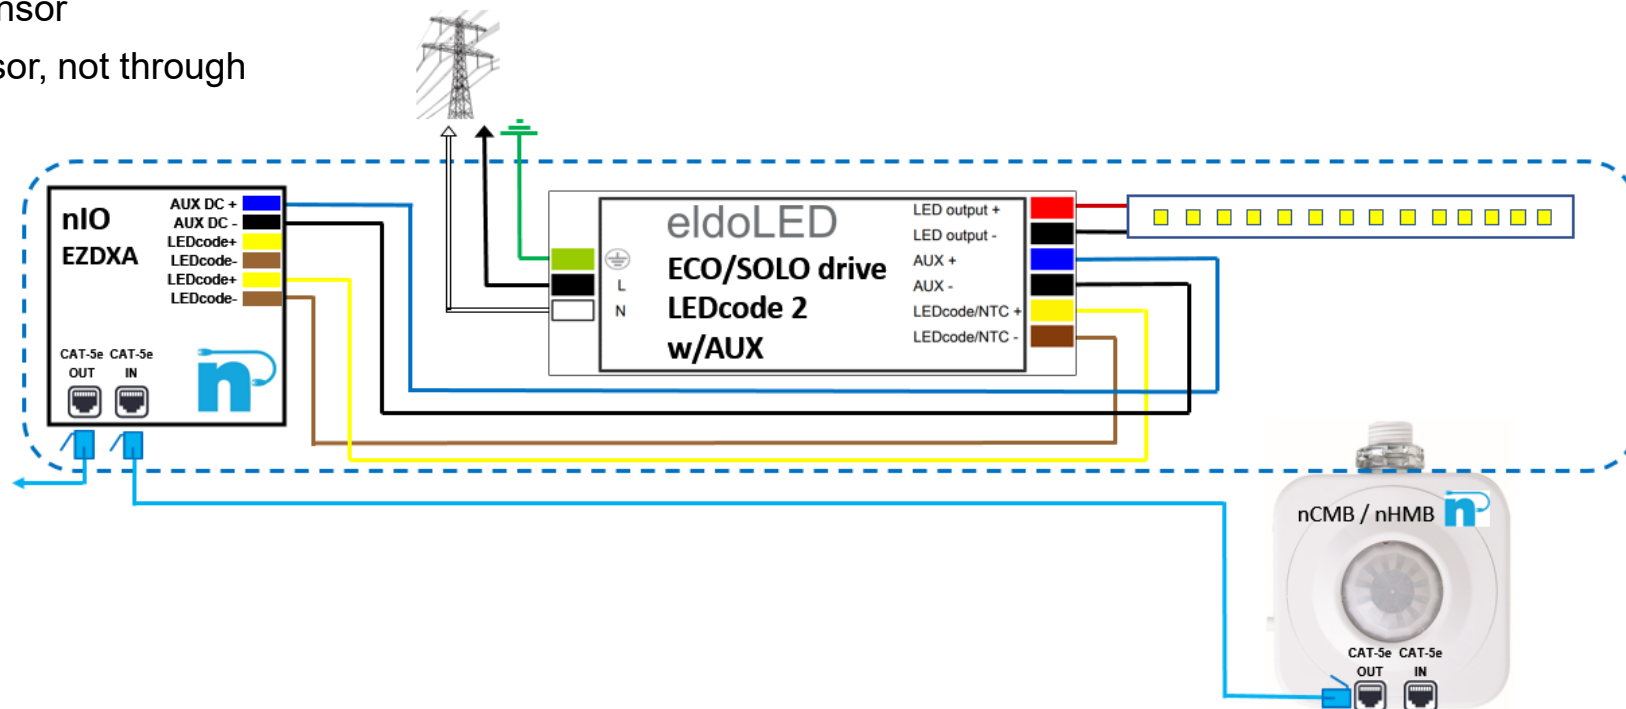 nsor
sor, not through
nIO
EZDXA
AUX DC +
AUX DC -
LEDcode+
LEDcode-
LEDcode+
LEDcode-
CAT-5e CAT-5e
OUT IN
n
eldoLED
ECO/SOLO drive
LEDcode 2
w/AUX
L
N
LED output +
LED output -
AUX +
AUX -
LEDcode/NTC +
LEDcode/NTC -
nCMB / nHMB n
CAT-5e CAT-5e
OUT IN